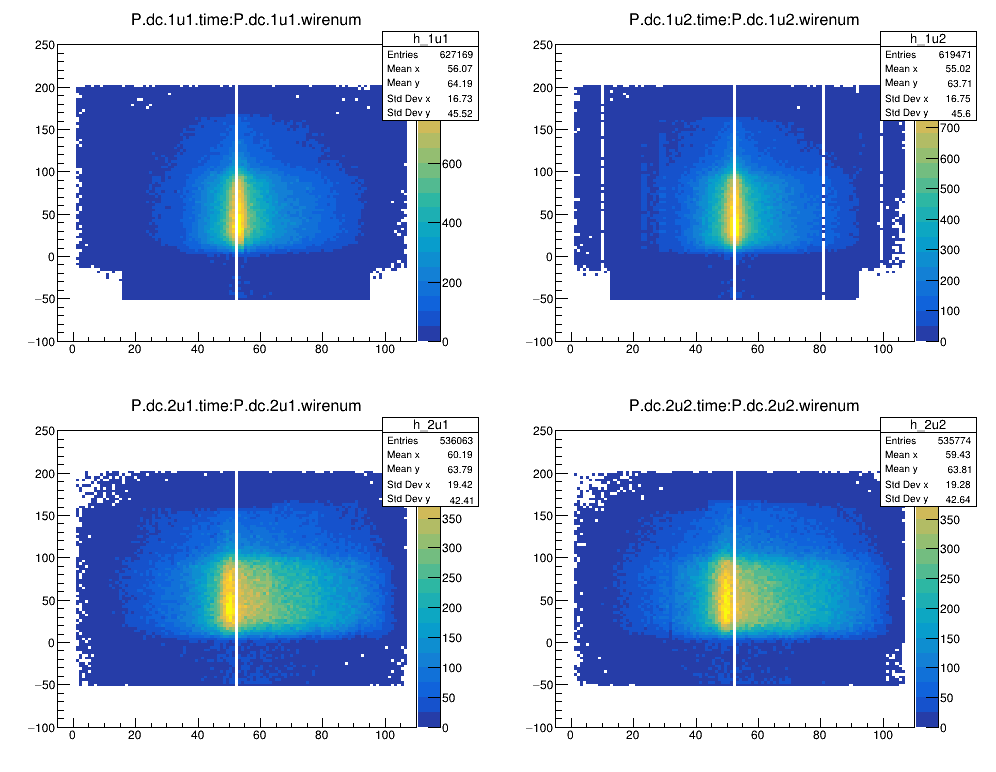 P.dc.1u1.time:P.dc.1u1.wirenum
h_1u1
Entries 627169
Mean x 56.07
Mean y 64.19
Std Dev x 16.73
Std Dev y 45.52
250
200
150
100
50
0
−50
−100
0 20 40 60 80 100
600
400
200
0
P.dc.1u2.time:P.dc.1u2.wirenum
h_1u2
Entries 619471
Mean x 55.02
Mean y 63.71
Std Dev x 16.75
Std Dev y 45.6
250
200
150
100
50
0
−50
−100
0 20 40 60 80 100
700
600
500
400
300
200
100
0
P.dc.2u1.time:P.dc.2u1.wirenum
h_2u1
Entries 536063
Mean x 60.19
Mean y 63.79
Std Dev x 19.42
Std Dev y 42.41
250
200
150
100
50
0
−50
−100
0 20 40 60 80 100
350
300
250
200
150
100
50
0
P.dc.2u2.time:P.dc.2u2.wirenum
h_2u2
Entries 535774
Mean x 59.43
Mean y 63.81
Std Dev x 19.28
Std Dev y 42.64
250
200
150
100
50
0
−50
−100
0 20 40 60 80 100
350
300
250
200
150
100
50
0